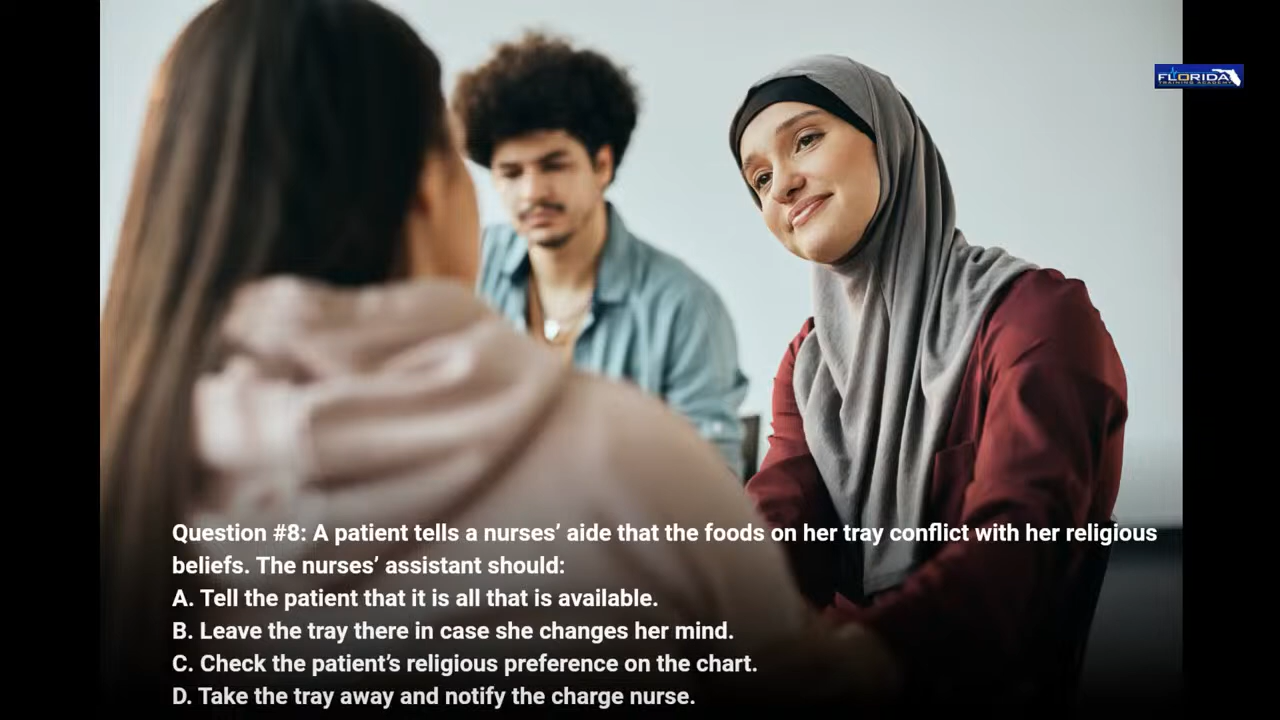 FLORIDA
TRAINING ACADEMY
Question #8: A patient tells a nurses’ aide that the foods on her tray conflict with her religious
beliefs. The nurses’ assistant should:
A. Tell the patient that it is all that is available.
B. Leave the tray there in case she changes her mind.
C. Check the patient’s religious preference on the chart.
D. Take the tray away and notify the charge nurse.